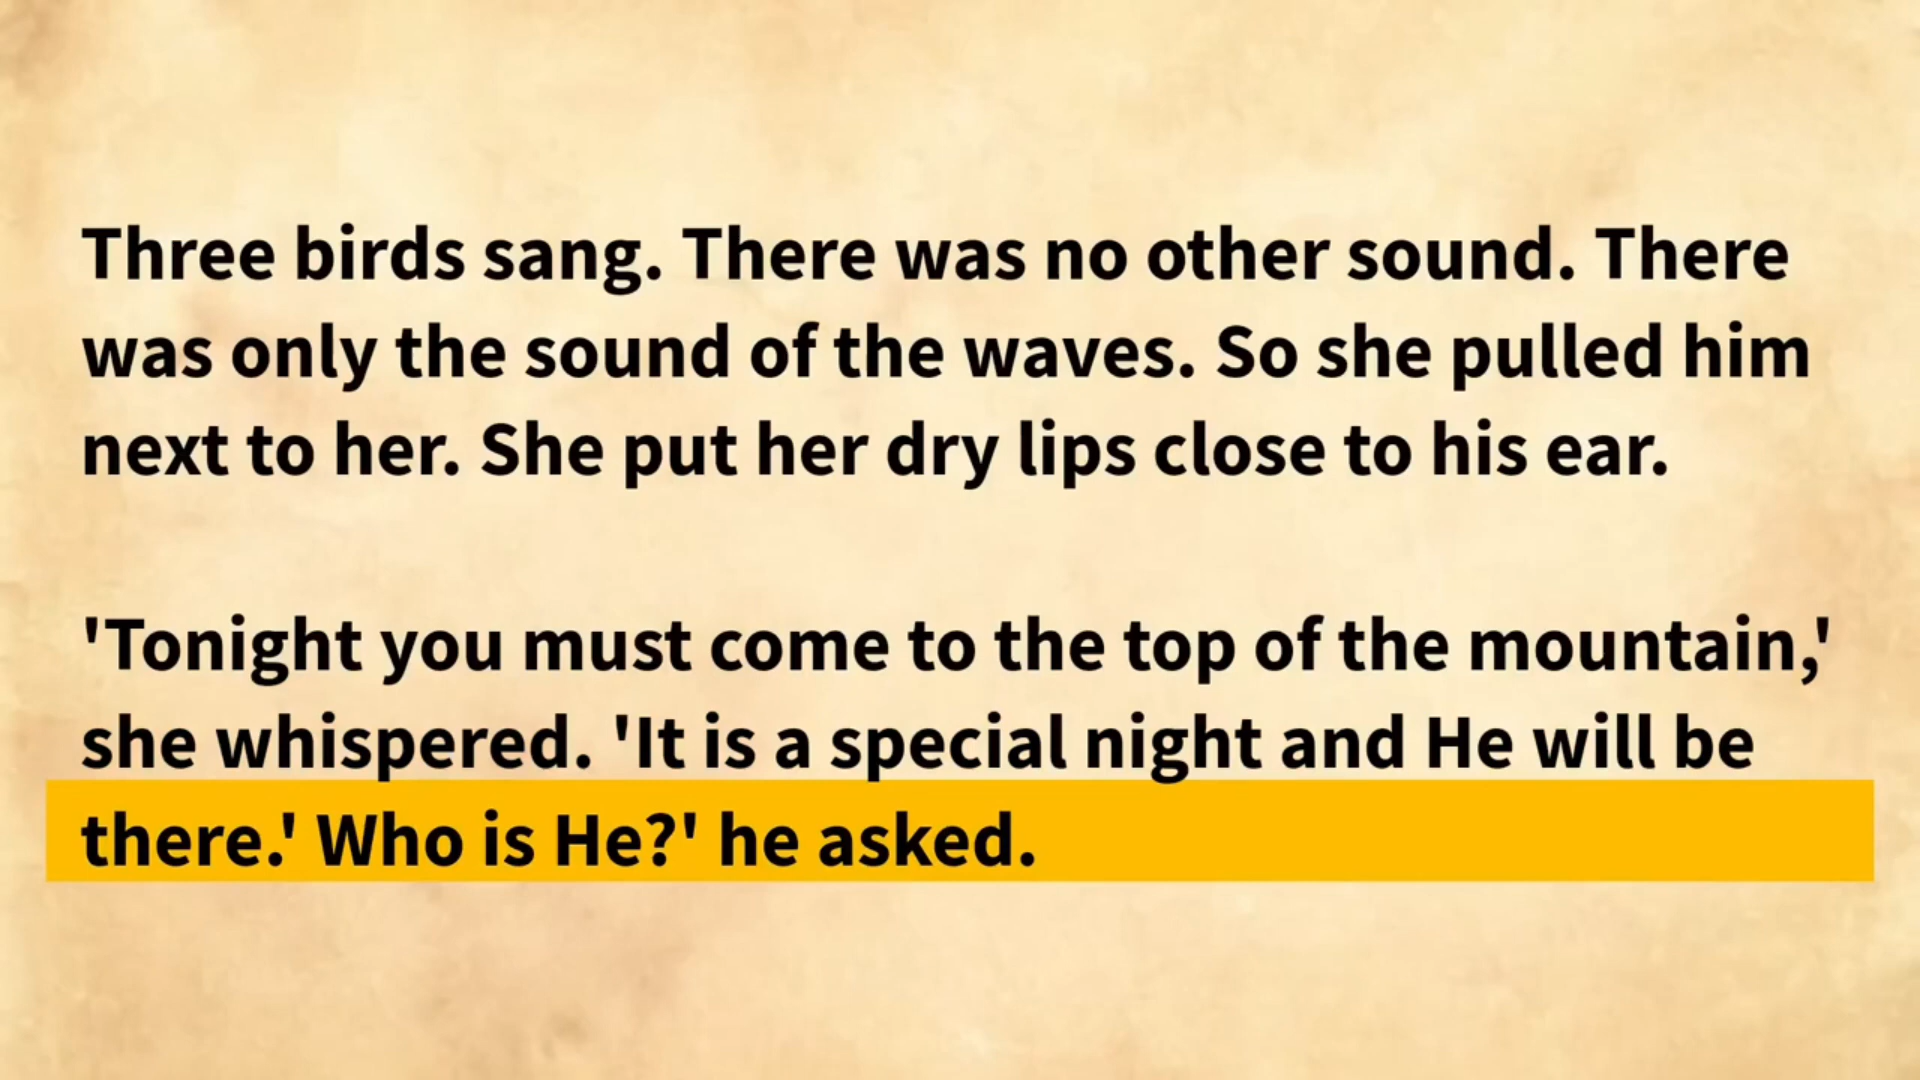 Three birds sang. There was no other sound. There
was only the sound of the waves. So she pulled him
next to her. She put her dry lips close to his ear.
'Tonight you must come to the top of the mountain,'
she whispered. 'It is a special night and He will be
there.' Who is He?' he asked.